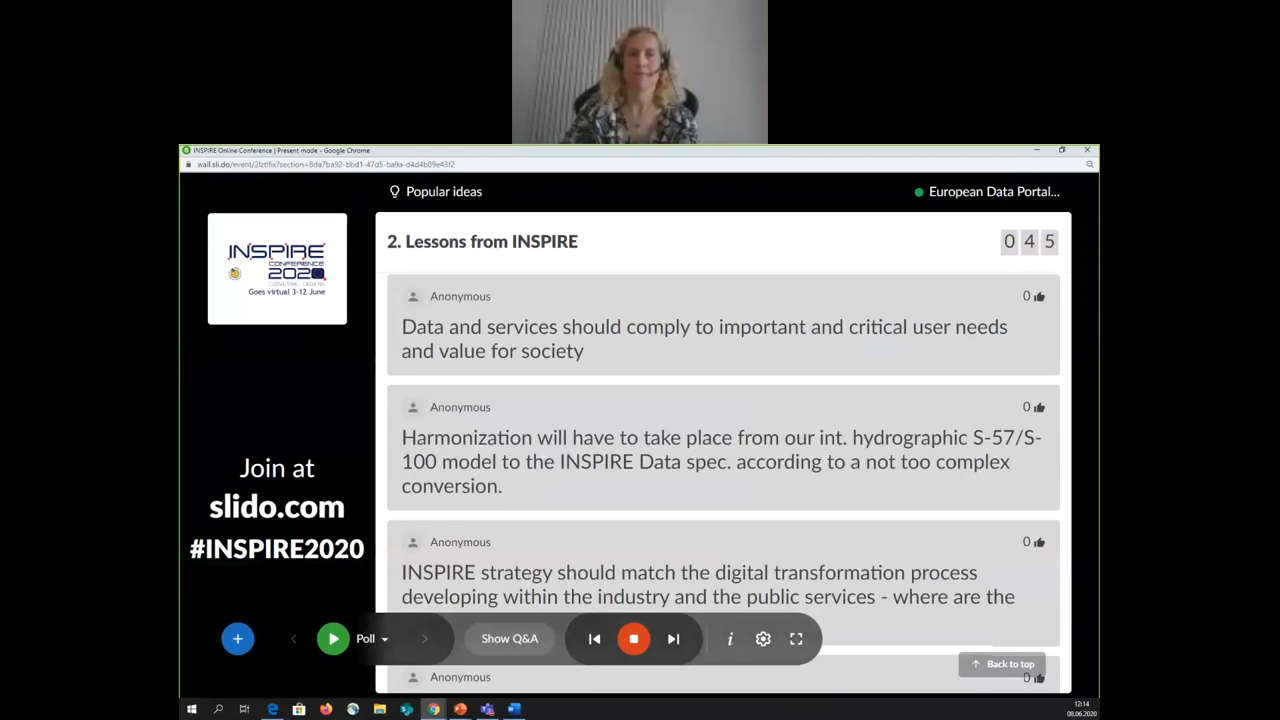 INSPIRE Online Conference | Present mode - Google Chrome
Popular ideas
European Data Portal...
INSPIRE
CONFERENCE
2020
Goes virtual 3-12 June
Join at
slido.com
#INSPIRE2020
2. Lessons from INSPIRE
0 4 5
Anonymous
0
Data and services should comply to important and critical user needs
and value for society
Anonymous
0
Harmonization will have to take place from our int. hydrographic S-57/S-
100 model to the INSPIRE Data spec. according to a not too complex
conversion.
Anonymous
0
INSPIRE strategy should match the digital transformation process
developing within the industry and the public services - where are the
Poll
Show Q&A
i
Back to top
Anonymous
0
12:14
08.06.2020